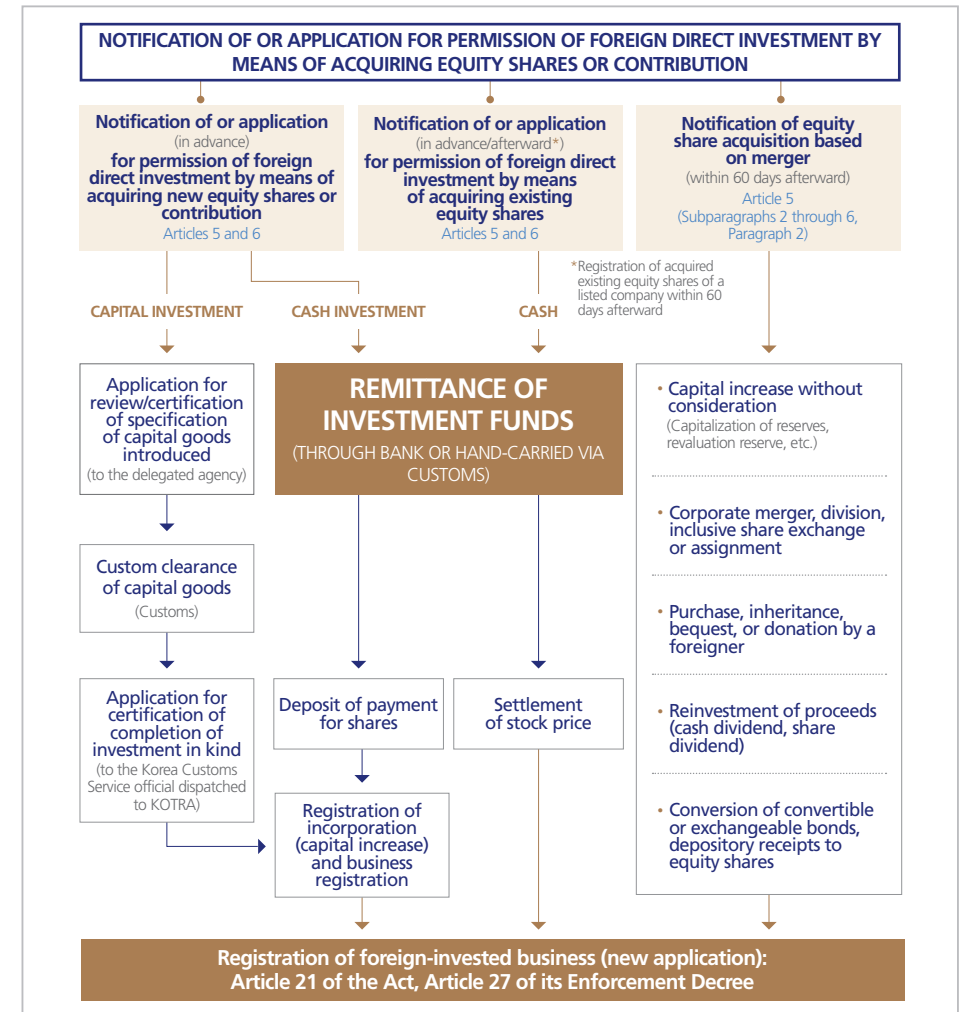 NOTIFICATION OF OR APPLICATION FOR PERMISSION OF FOREIGN DIRECT INVESTMENT BY
MEANS OF ACQUIRING EQUITY SHARES OR CONTRIBUTION
Notification of or application
(in advance)
for permission of foreign
direct investment by means of
acquiring new equity shares or
contribution
Articles 5 and 6
Notification of or application
(in advance/afterward*)
for permission of foreign direct
investment by means
of acquiring existing
equity shares
Articles 5 and 6
Notification of equity
share acquisition based
on merger
(within 60 days afterward)
Article 5
(Subparagraphs 2 through 6,
Paragraph 2)
*Registration of acquired
existing equity shares of a
listed company within 60
days afterward
CAPITAL INVESTMENT
CASH INVESTMENT
CASH
Application for
review/certification
of specification
of capital goods
introduced
(to the delegated agency)
Custom clearance
of capital goods
(Customs)
Application for
certification of
completion of
investment in kind
(to the Korea Customs
Service official dispatched
to KOTRA)
REMITTANCE OF
INVESTMENT FUNDS
(THROUGH BANK OR HAND-CARRIED VIA
CUSTOMS)
Deposit of payment
for shares
Settlement
of stock price
Registration of
incorporation
(capital increase)
and business
registration
• Capital increase without
consideration
(Capitalization of reserves,
revaluation reserve, etc.)
• Corporate merger, division,
inclusive share exchange
or assignment
• Purchase, inheritance,
bequest, or donation by a
foreigner
• Reinvestment of proceeds
(cash dividend, share
dividend)
• Conversion of convertible
or exchangeable bonds,
depository receipts to
equity shares
Registration of foreign-invested business (new application):
Article 21 of the Act, Article 27 of its Enforcement Decree